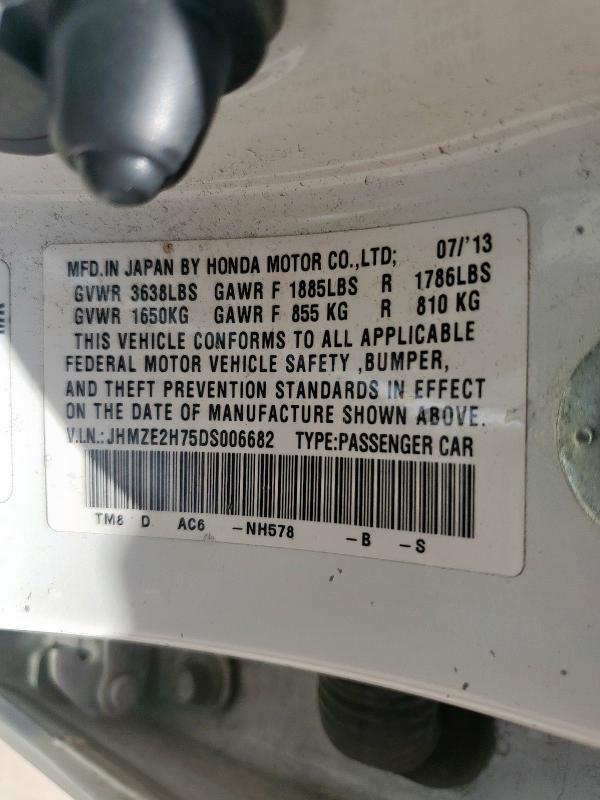 MFD.IN JAPAN BY HONDA MOTOR CO.,LTD; 07/'13
GVWR 3638LBS GAWR F 1885LBS R 1786LBS
GVWR 1650KG GAWR F 855 KG R 810 KG
THIS VEHICLE CONFORMS TO ALL APPLICABLE
FEDERAL MOTOR VEHICLE SAFETY ,BUMPER,
AND THEFT PREVENTION STANDARDS IN EFFECT
ON THE DATE OF MANUFACTURE SHOWN ABOVE.
V.I.N.:JHMZE2H75DS006682 TYPE:PASSENGER CAR
TM8 D AC6 -NH578 -B -S